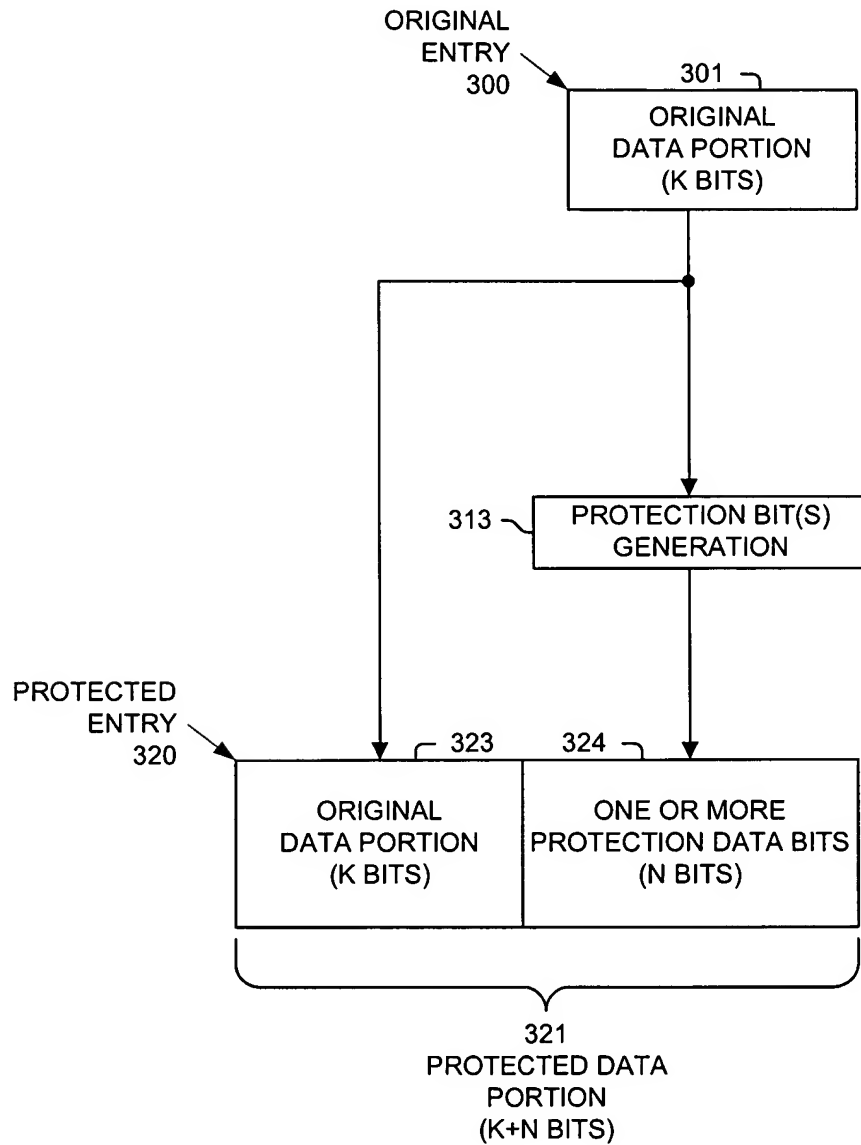 ORIGINAL
ENTRY
300
301
ORIGINAL
DATA PORTION
(K BITS)
313
PROTECTION BIT(S)
GENERATION
PROTECTED
ENTRY
320
323
324
ORIGINAL
DATA PORTION
(K BITS)
ONE OR MORE
PROTECTION DATA BITS
(N BITS)
321
PROTECTED DATA
PORTION
(K+N BITS)